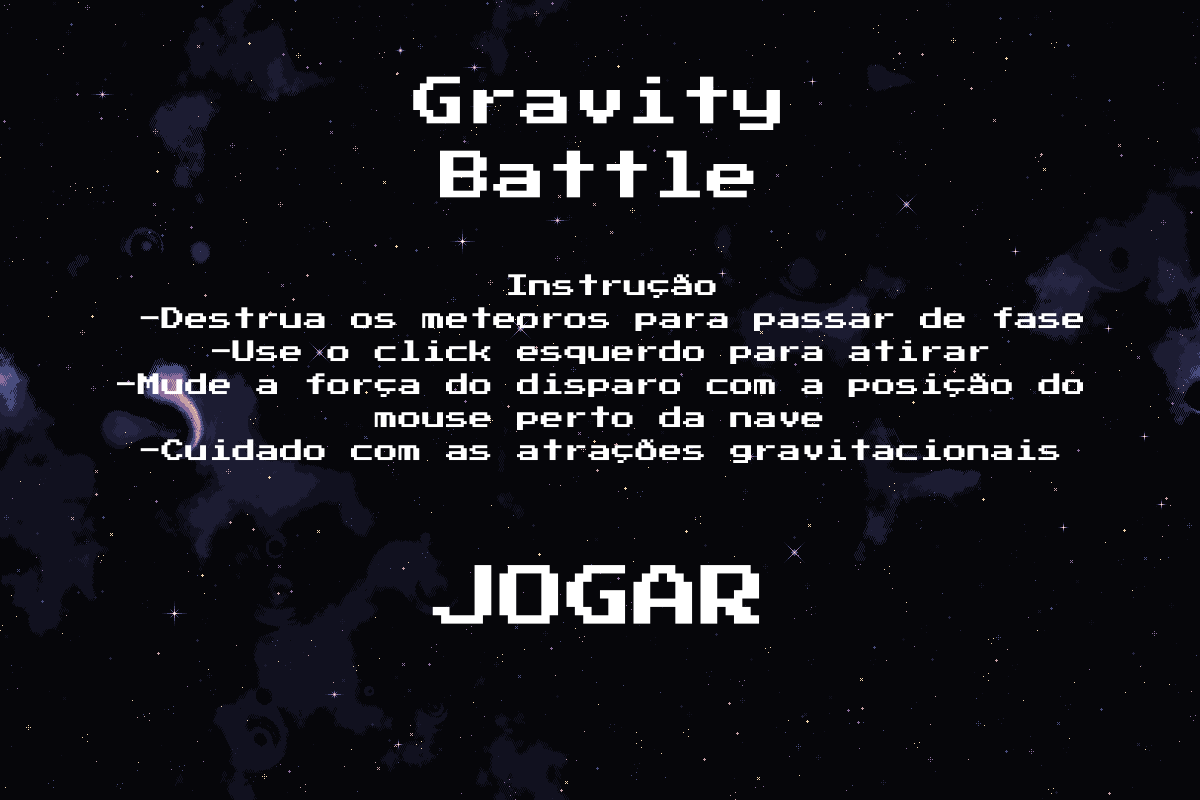 Gravity
Battle
Instrução
-Destrua os meteoros para passar de fase
-Use o click esquerdo para atirar
-Mude a força do disparo com a posição do
mouse perto da nave
-Cuidado com as atrações gravitacionais
JOGAR